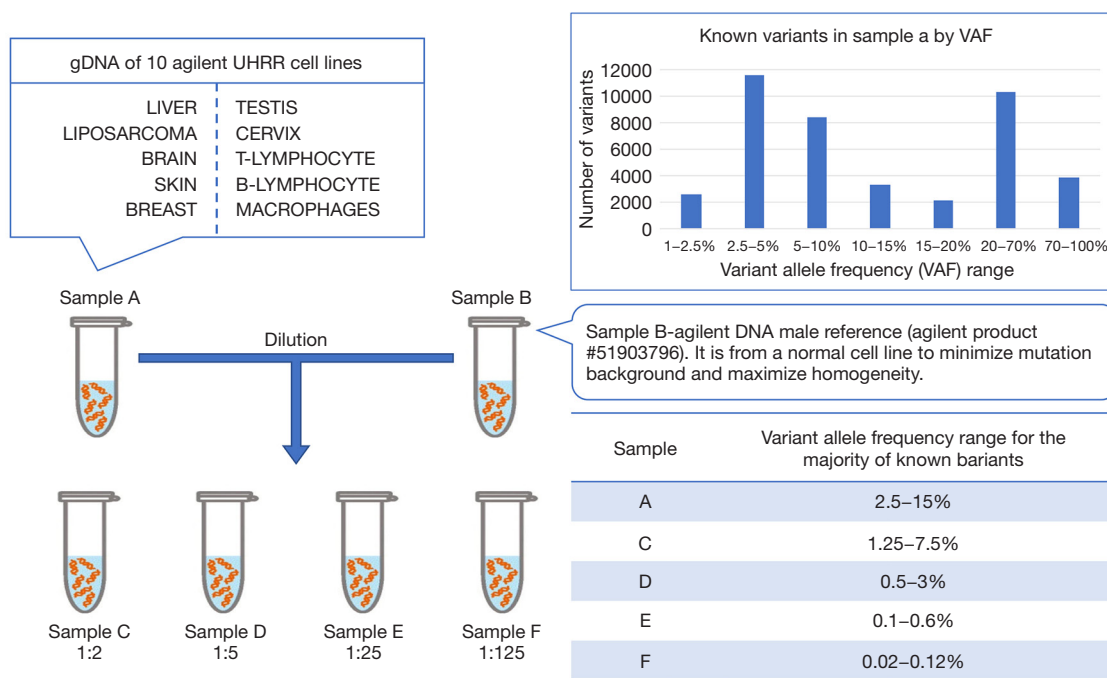 gDNA of 10 agilent UHRR cell lines
LIVER TESTIS
LIPOSARCOMA CERVIX
BRAIN T-LYMPHOCYTE
SKIN B-LYMPHOCYTE
BREAST MACROPHAGES
Known variants in sample a by VAF
Number of variants
12000
10000
8000
6000
4000
2000
0
1–2.5% 2.5–5% 5–10% 10–15% 15–20% 20–70% 70–100%
Variant allele frequency (VAF) range
Sample A
Sample B
Dilution
Sample B-agilent DNA male reference (agilent product
#51903796). It is from a normal cell line to minimize mutation
background and maximize homogeneity.
Sample C
1:2
Sample D
1:5
Sample E
1:25
Sample F
1:125
Sample
Variant allele frequency range for the
majority of known bariants
A 2.5–15%
C 1.25–7.5%
D 0.5–3%
E 0.1–0.6%
F 0.02–0.12%